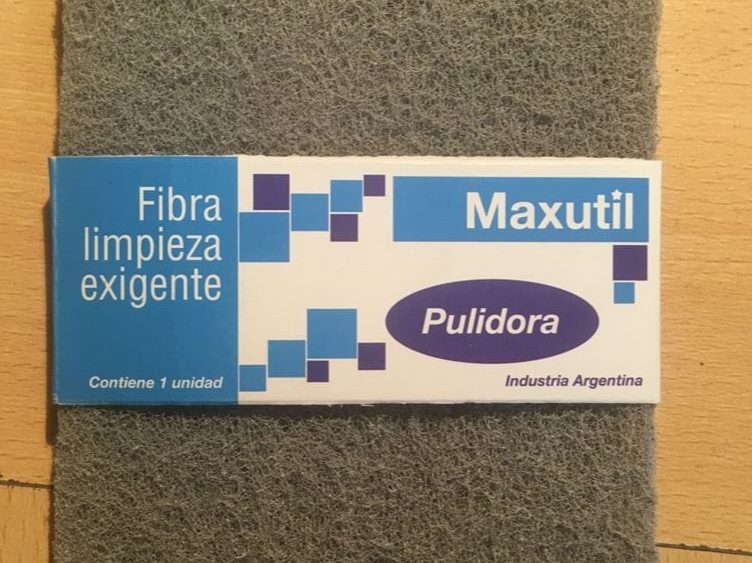 Fibra
limpieza
exigente
Contiene 1 unidad
Maxutil
Pulidora
Industria Argentina